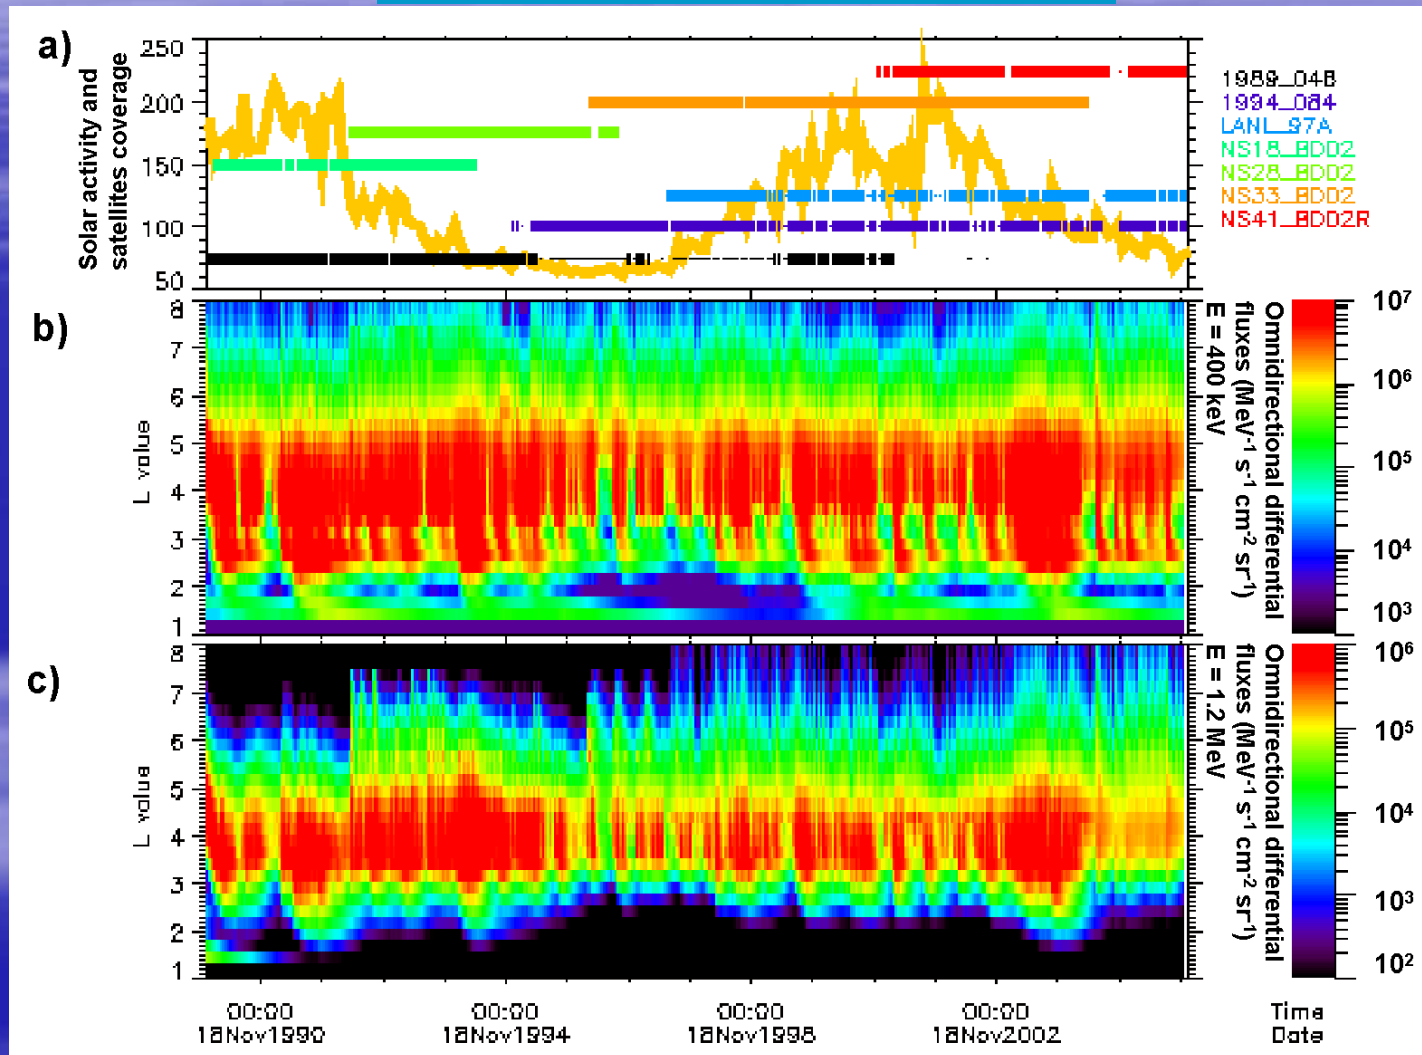 a)
Solar activity and
satellites coverage
250
200
150
100
50
1989_046
1994_084
LANL_97A
NS18_BDD2
NS28_BDD2
NS33_BDD2
NS41_BDD2R
b)
L value
8
7
6
5
4
3
2
1
Omnidirectional differential
fluxes (MeV⁻¹ s⁻¹ cm⁻² sr⁻¹)
E = 400 keV
10⁷
10⁶
10⁵
10⁴
10³
c)
L value
8
7
6
5
4
3
2
1
Omnidirectional differential
fluxes (MeV⁻¹ s⁻¹ cm⁻² sr⁻¹)
E = 1.2 MeV
10⁶
10⁵
10⁴
10³
10²
00:00 00:00 00:00 00:00 Time
18Nov1990 18Nov1994 18Nov1998 18Nov2002 Date